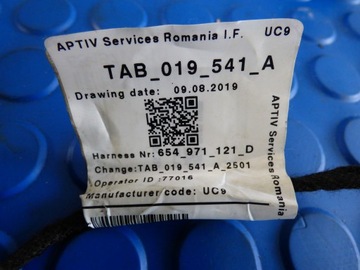 APTIV Services Romania I.F. UC9
TAB_019_541_A
Drawing date: 09.08.2019
Harness Nr: 654_971_121_D
Change: TAB_019_541_A_2501
Operator ID :77016
Manufacturer code: UC9
APTIV Services Romania